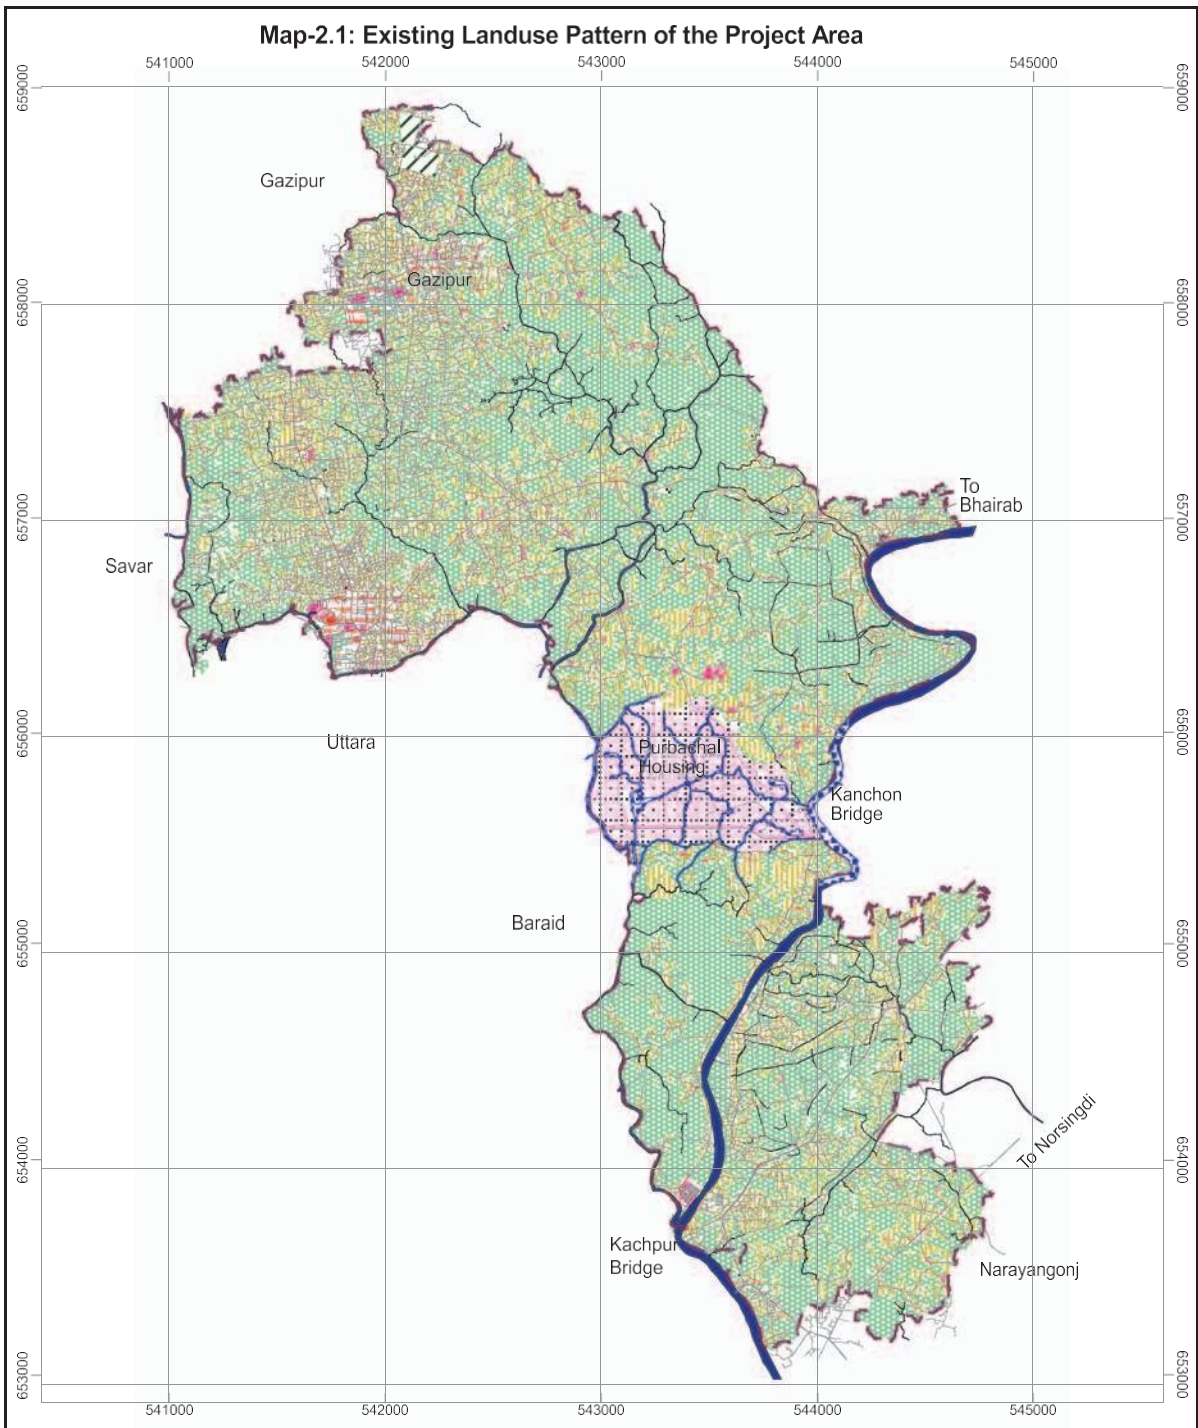 Map-2.1: Existing Landuse Pattern of the Project Area
541000 542000 543000 544000 545000
659000 659000
Gazipur
Gazipur
658000 658000
To
Bhairab
657000 657000
Savar
656000 656000
Uttara
Purbachal
Housing
Kanchon
Bridge
Baraid
655000 655000
To Norsingdi
654000 654000
Kachpur
Bridge
Narayangonj
653000 653000
541000 542000 543000 544000 545000